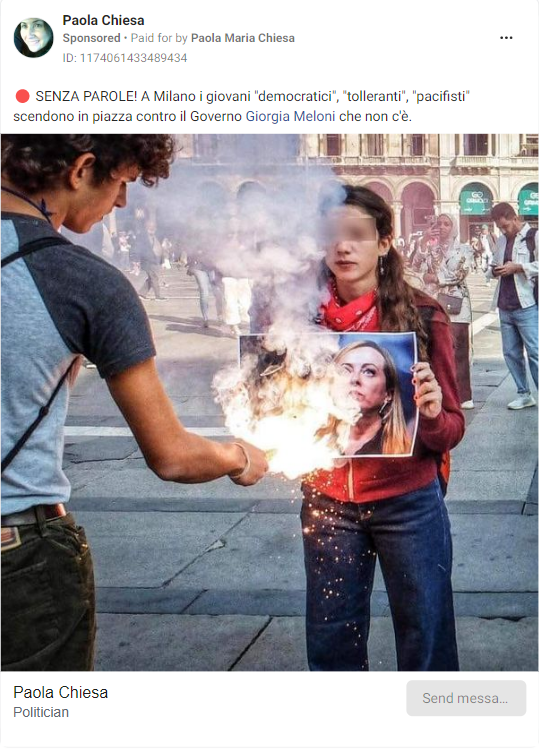 Paola Chiesa
Sponsored • Paid for by Paola Maria Chiesa
ID: 1174061433489434
🔴 SENZA PAROLE! A Milano i giovani "democratici", "tolleranti", "pacifisti"
scendono in piazza contro il Governo Giorgia Meloni che non c'è.
Paola Chiesa
Politician
Send messa...